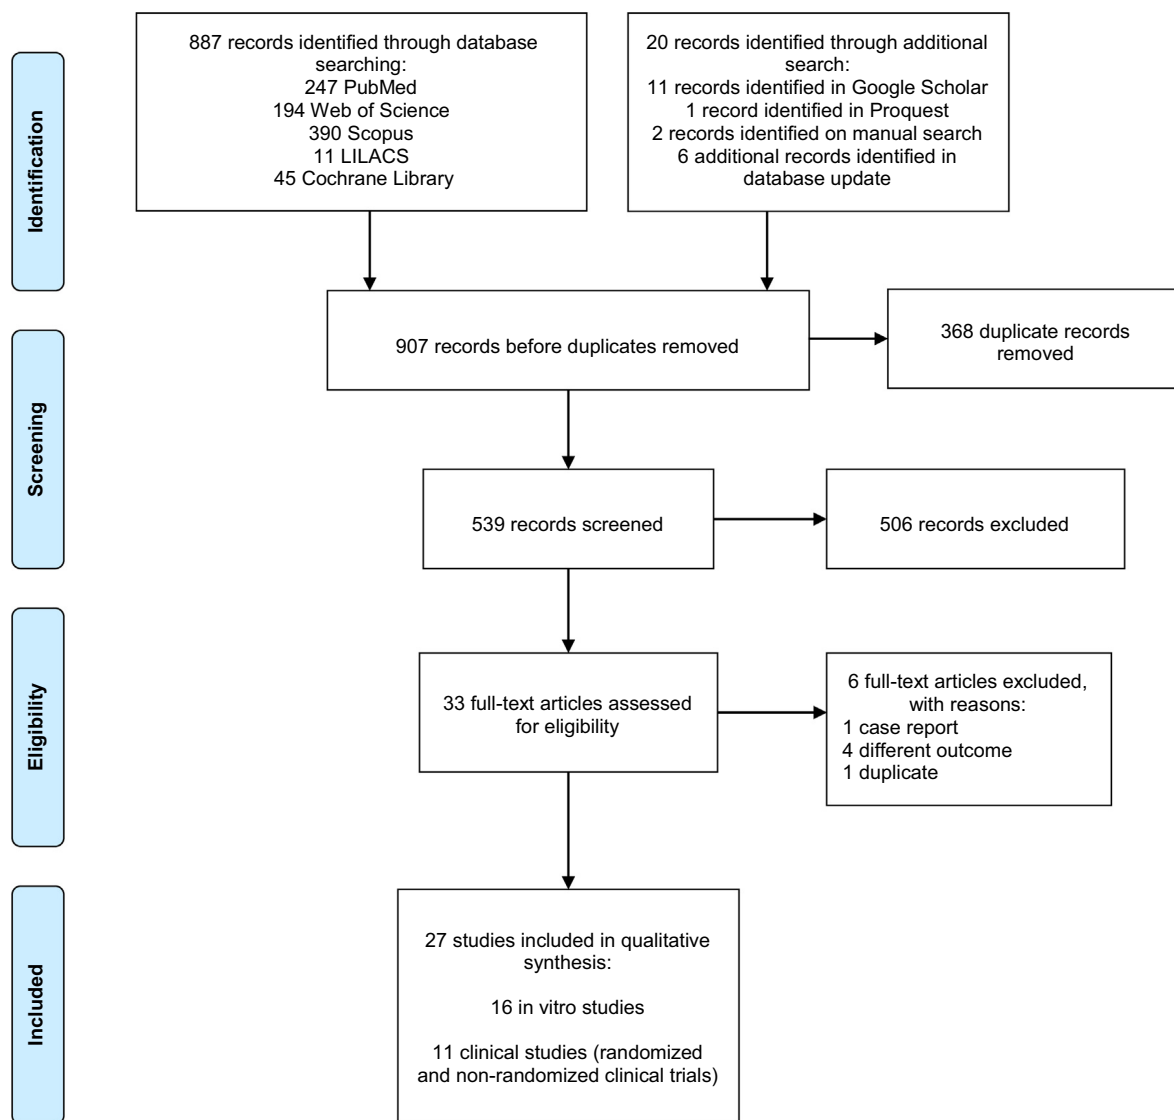 Identification
887 records identified through database
searching:
247 PubMed
194 Web of Science
390 Scopus
11 LILACS
45 Cochrane Library
20 records identified through additional
search:
11 records identified in Google Scholar
1 record identified in Proquest
2 records identified on manual search
6 additional records identified in
database update
907 records before duplicates removed
368 duplicate records
removed
Screening
539 records screened
506 records excluded
Eligibility
33 full-text articles assessed
for eligibility
6 full-text articles excluded,
with reasons:
1 case report
4 different outcome
1 duplicate
Included
27 studies included in qualitative
synthesis:
16 in vitro studies
11 clinical studies (randomized
and non-randomized clinical trials)